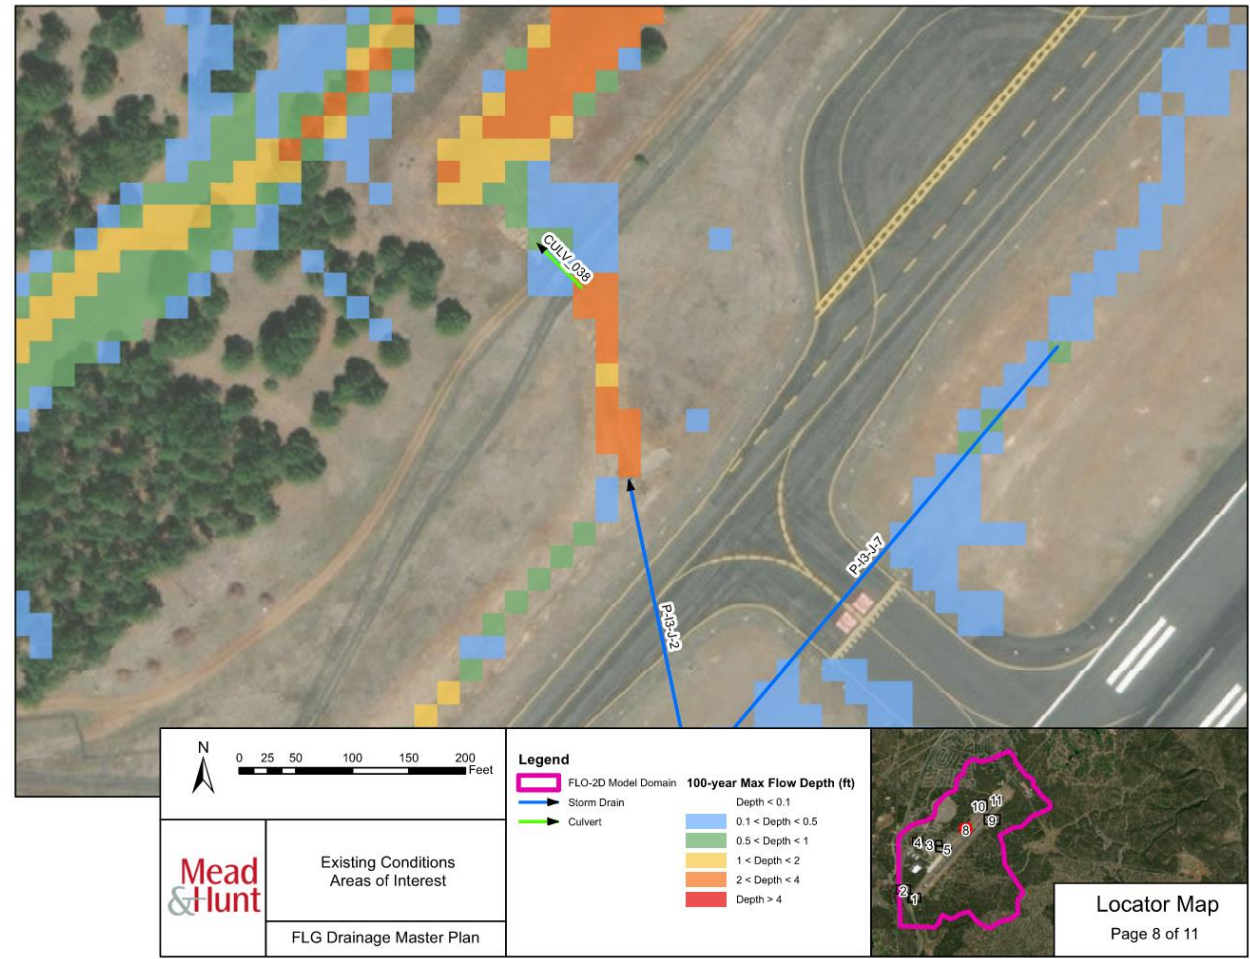 CULV_038
P-I3-J-7
P-I3-J-2
N
0 25 50 100 150 200
Feet
Mead
&Hunt
Existing Conditions
Areas of Interest
FLG Drainage Master Plan
Legend
FLO-2D Model Domain
Storm Drain
Culvert
100-year Max Flow Depth (ft)
Depth < 0.1
0.1 < Depth < 0.5
0.5 < Depth < 1
1 < Depth < 2
2 < Depth < 4
Depth > 4
10 11
9
8
4 3 5
2
1
Locator Map
Page 8 of 11